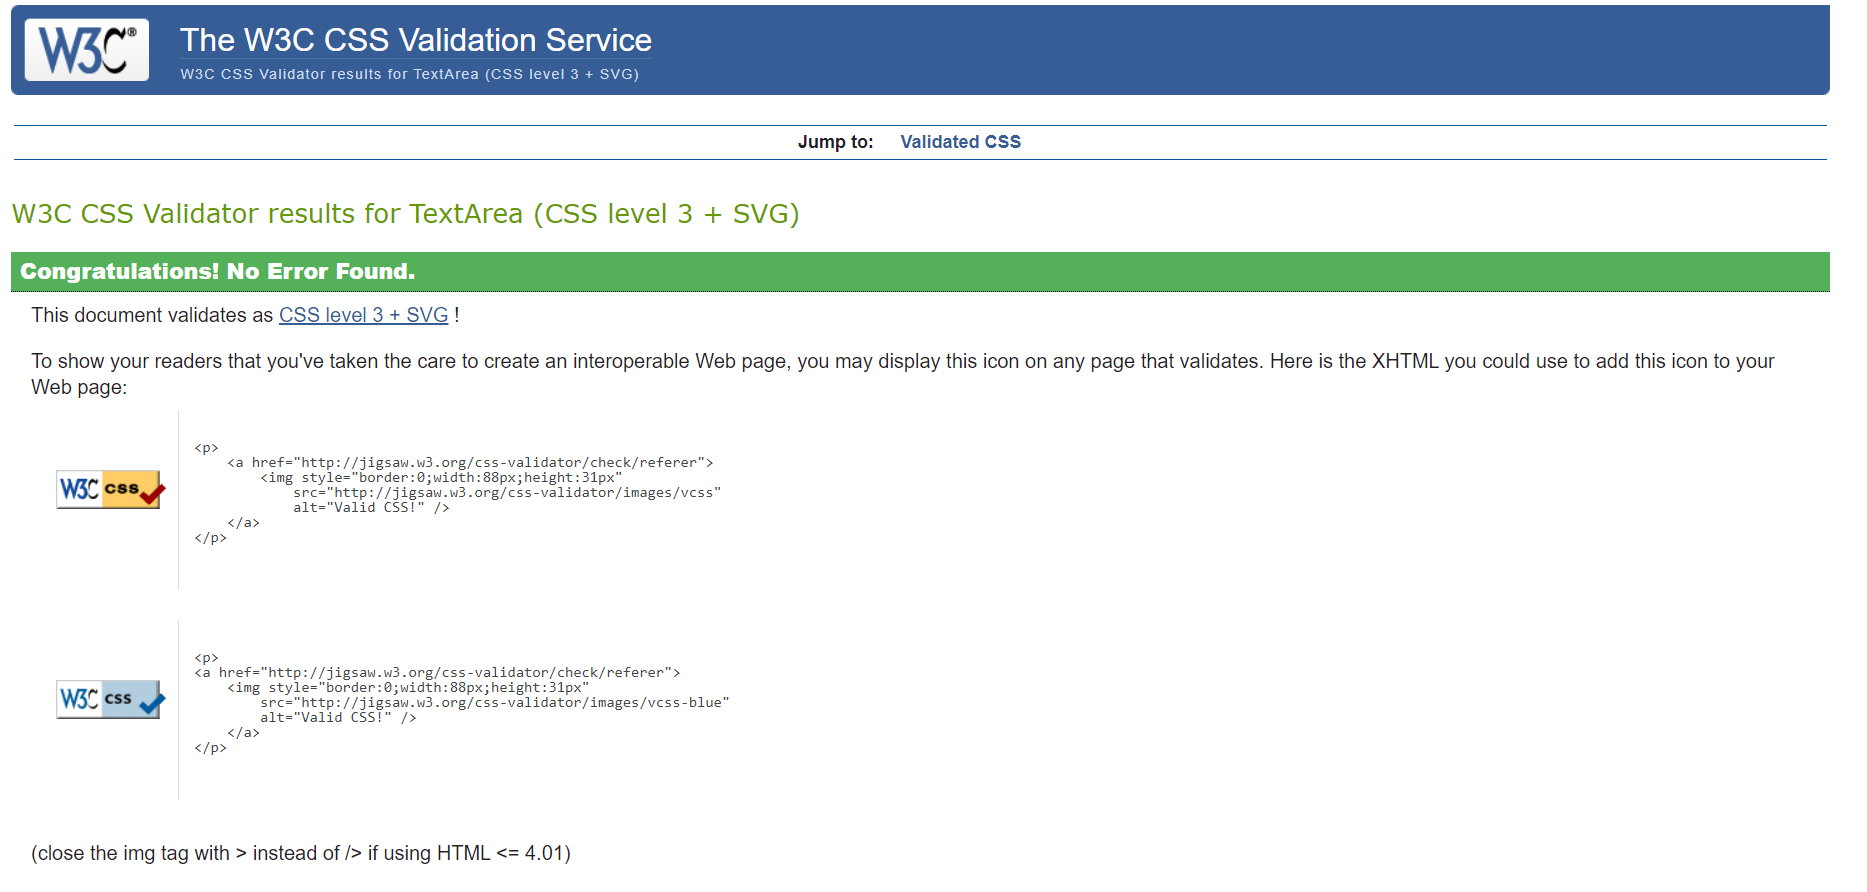 W3C®
The W3C CSS Validation Service
W3C CSS Validator results for TextArea (CSS level 3 + SVG)
Jump to: Validated CSS
W3C CSS Validator results for TextArea (CSS level 3 + SVG)
Congratulations! No Error Found.
This document validates as CSS level 3 + SVG !
To show your readers that you've taken the care to create an interoperable Web page, you may display this icon on any page that validates. Here is the XHTML you could use to add this icon to your
Web page:
W3C css
<p>
    <a href="http://jigsaw.w3.org/css-validator/check/referer">
        <img style="border:0;width:88px;height:31px"
            src="http://jigsaw.w3.org/css-validator/images/vcss"
            alt="Valid CSS!" />
    </a>
</p>
W3C css
<p>
<a href="http://jigsaw.w3.org/css-validator/check/referer">
    <img style="border:0;width:88px;height:31px"
        src="http://jigsaw.w3.org/css-validator/images/vcss-blue"
        alt="Valid CSS!" />
    </a>
</p>
(close the img tag with > instead of /> if using HTML <= 4.01)